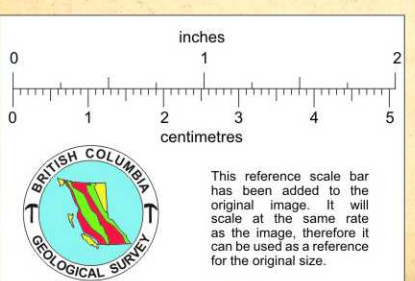 inches
0 1 2
0 1 2 3 4 5
centimetres
BRITISH COLUMBIA
GEOLOGICAL SURVEY
This reference scale bar
has been added to the
original image. It will
scale at the same rate
as the image, therefore it
can be used as a reference
for the original size.